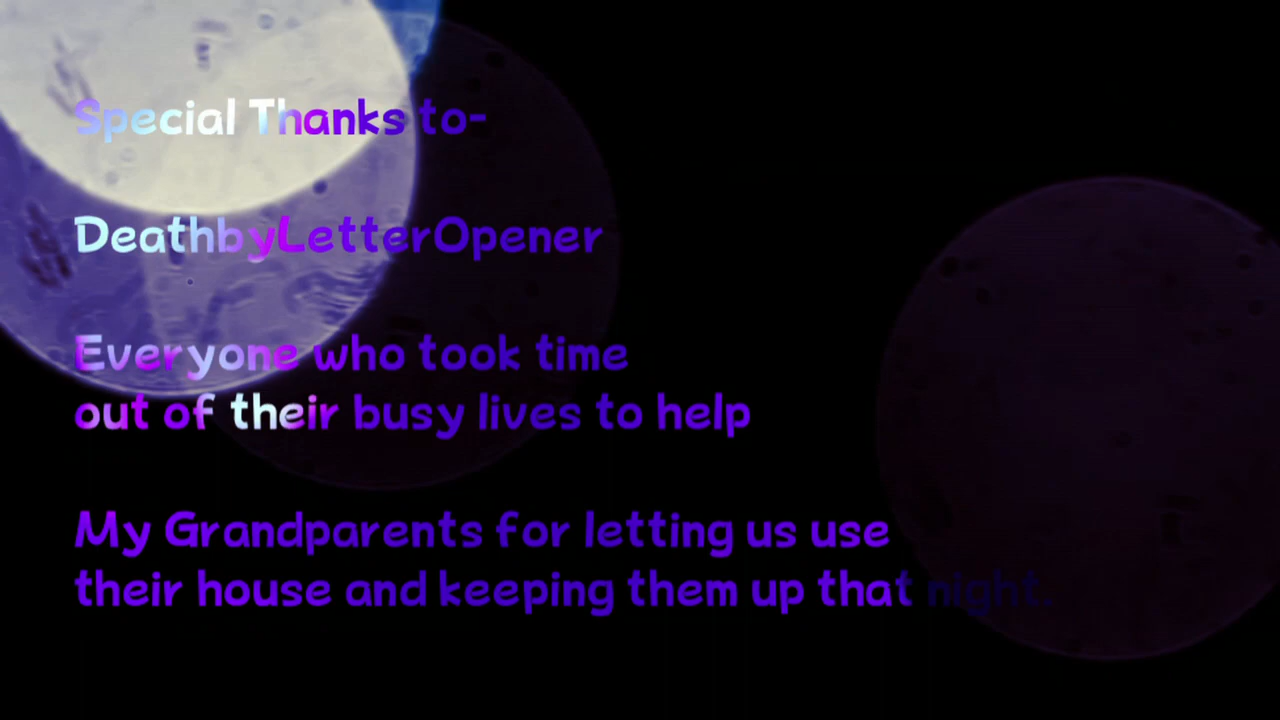 Special Thanks to-
DeathbyLetterOpener
Everyone who took time
out of their busy lives to help
My Grandparents for letting us use
their house and keeping them up that night.